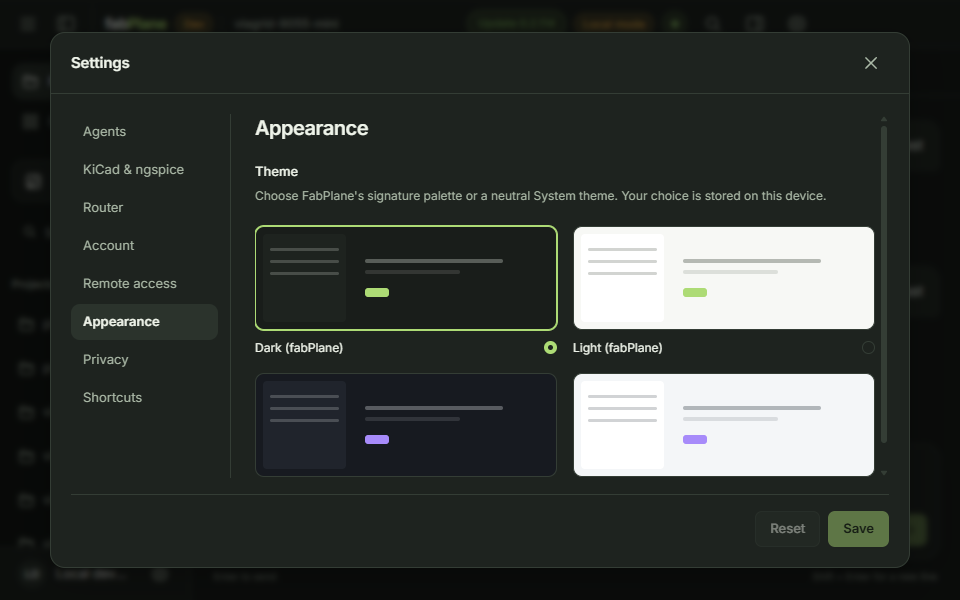 Settings
Agents
KiCad & ngspice
Router
Account
Remote access
Appearance
Privacy
Shortcuts
Appearance
Theme
Choose FabPlane's signature palette or a neutral System theme. Your choice is stored on this device.
Dark (fabPlane)
Light (fabPlane)
Reset
Save